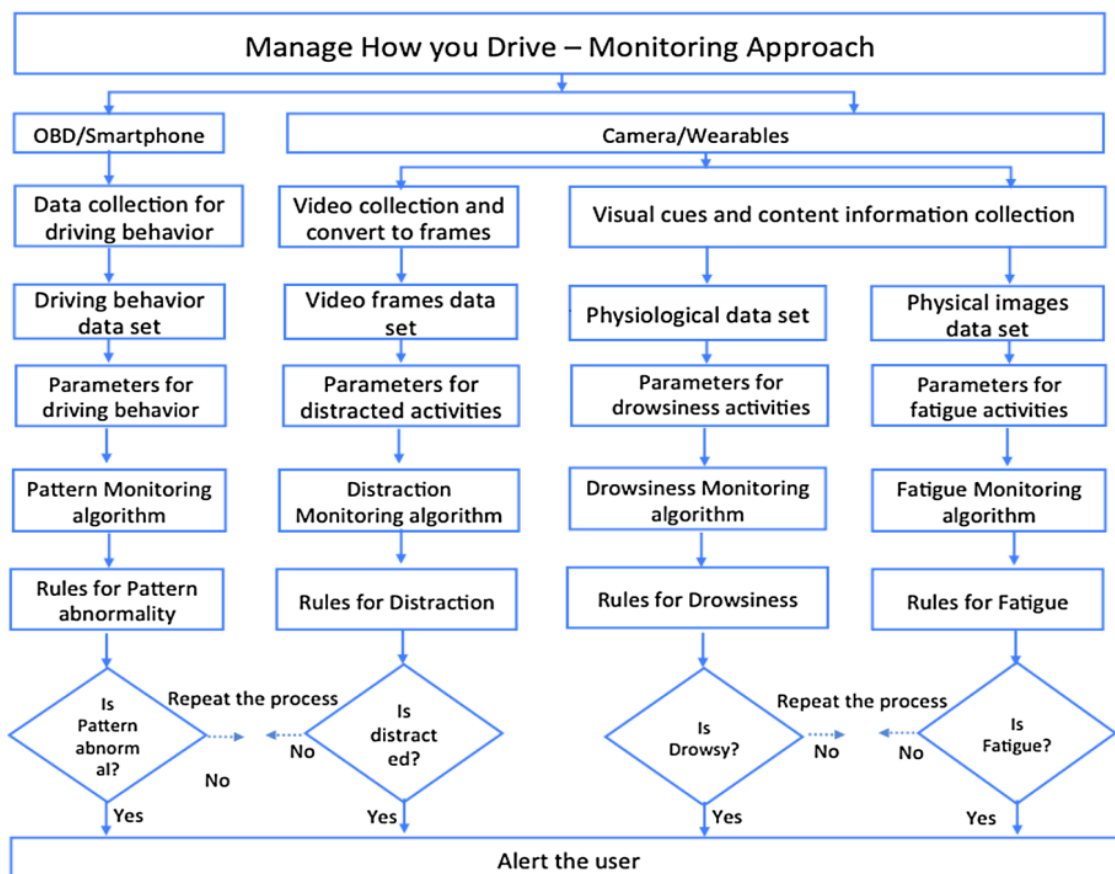 Manage How you Drive – Monitoring Approach
OBD/Smartphone
Camera/Wearables
Data collection for
driving behavior
Video collection and
convert to frames
Visual cues and content information collection
Driving behavior
data set
Video frames data
set
Physiological data set
Physical images
data set
Parameters for
driving behavior
Parameters for
distracted activities
Parameters for
drowsiness activities
Parameters for
fatigue activities
Pattern Monitoring
algorithm
Distraction
Monitoring algorithm
Drowsiness Monitoring
algorithm
Fatigue Monitoring
algorithm
Rules for Pattern
abnormality
Rules for Distraction
Rules for Drowsiness
Rules for Fatigue
Is
Pattern
abnorm
al?
Repeat the process
No
No
Is
distract
ed?
Is
Drowsy?
Repeat the process
No
No
Is
Fatigue?
Yes
Yes
Yes
Yes
Alert the user